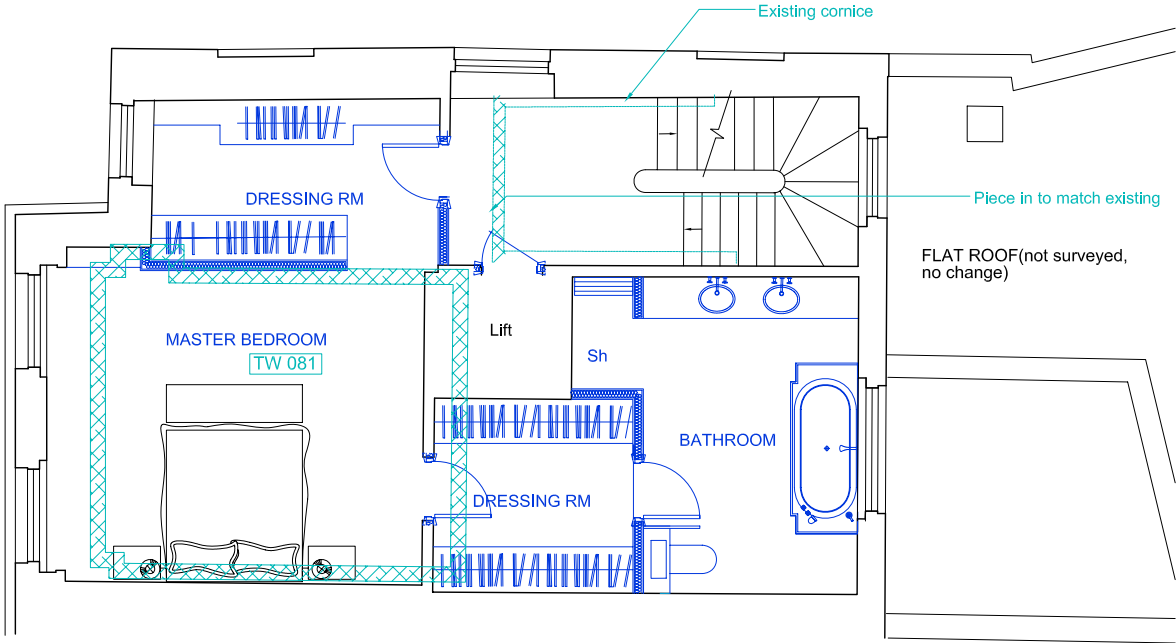 Existing cornice
DRESSING RM
Piece in to match existing
FLAT ROOF(not surveyed,
no change)
Lift
MASTER BEDROOM
TW 081
Sh
BATHROOM
DRESSING RM